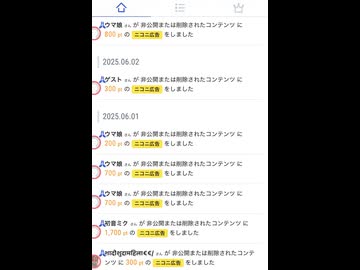 ウマ娘 さん が 非公開または削除されたコンテンツ に
800 pt の ニコニ広告 をしました
2025.06.02
ゲスト さん が 非公開または削除されたコンテンツ に
300 pt の ニコニ広告 をしました
2025.06.01
ウマ娘 さん が 非公開または削除されたコンテンツ に
200 pt の ニコニ広告 をしました
ウマ娘 さん が 非公開または削除されたコンテンツ に
700 pt の ニコニ広告 をしました
ウマ娘 さん が 非公開または削除されたコンテンツ に
700 pt の ニコニ広告 をしました
初音ミク さん が 非公開または削除されたコンテンツ に
1,700 pt の ニコニ広告 をしました
さん が 非公開または削除されたコンテ
ンツ に 300 pt の ニコニ広告 をしました